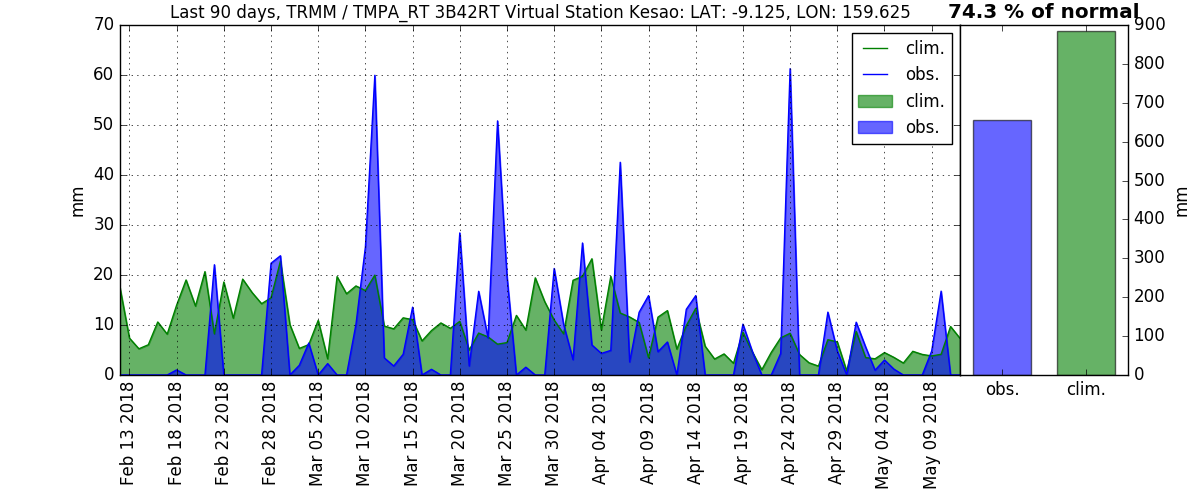 Last 90 days, TRMM / TMPA_RT 3B42RT Virtual Station Kesao: LAT: -9.125, LON: 159.625
74.3 % of normal
70
60
50
40
30
20
10
0
mm
clim.
obs.
clim.
obs.
Feb 13 2018
Feb 18 2018
Feb 23 2018
Feb 28 2018
Mar 05 2018
Mar 10 2018
Mar 15 2018
Mar 20 2018
Mar 25 2018
Mar 30 2018
Apr 04 2018
Apr 09 2018
Apr 14 2018
Apr 19 2018
Apr 24 2018
Apr 29 2018
May 04 2018
May 09 2018
900
800
700
600
500
400
300
200
100
0
mm
obs.
clim.